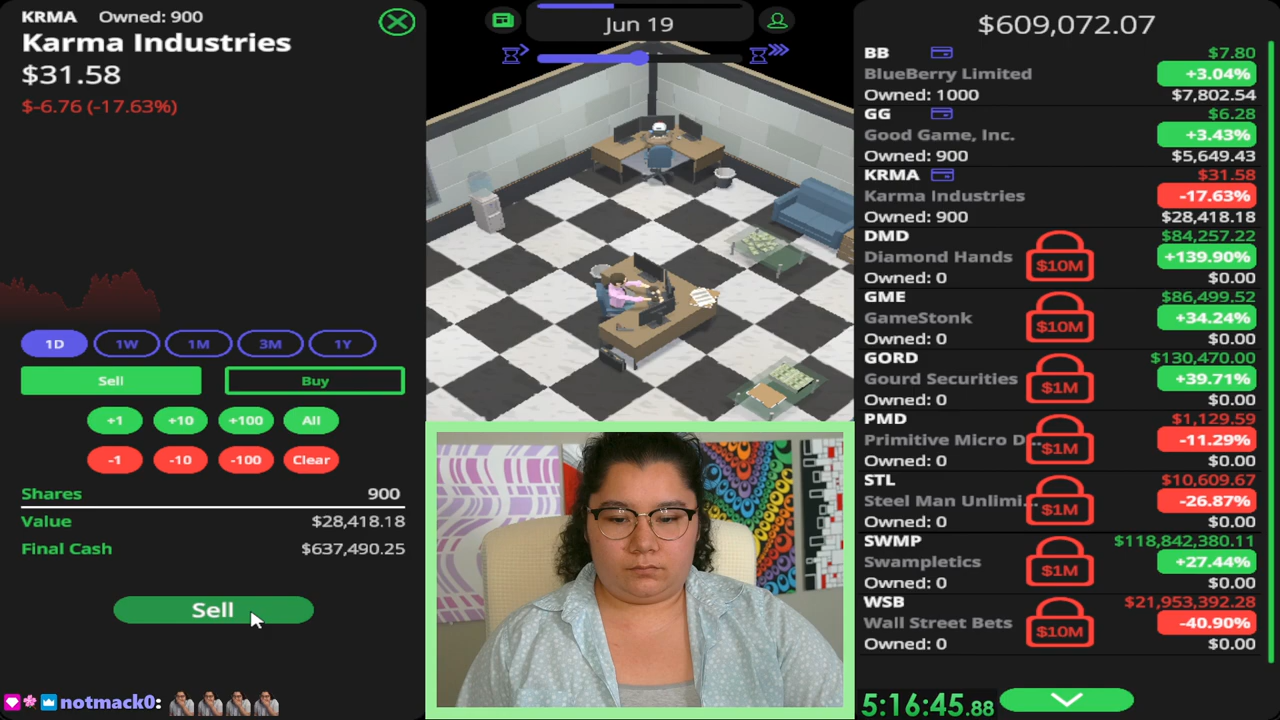 KRMA Owned: 900
Karma Industries
$31.58
$-6.76 (-17.63%)
1D 1W 1M 3M 1Y
Sell Buy
+1 +10 +100 All
-1 -10 -100 Clear
Shares 900
Value $28,418.18
Final Cash $637,490.25
Sell
notmack0:
Jun 19
$609,072.07
BB $7.80
BlueBerry Limited +3.04%
Owned: 1000 $7,802.54
GG $6.28
Good Game, Inc. +3.43%
Owned: 900 $5,649.43
KRMA $31.58
Karma Industries -17.63%
Owned: 900 $28,418.18
DMD $84,257.22
Diamond Hands $10M +139.90%
Owned: 0 $0.00
GME $86,499.52
GameStonk $10M +34.24%
Owned: 0 $0.00
GORD $130,470.00
Gourd Securities $1M +39.71%
Owned: 0 $0.00
PMD $1,129.59
Primitive Micro D... $1M -11.29%
Owned: 0 $0.00
STL $10,609.67
Steel Man Unlimi... $1M -26.87%
Owned: 0 $0.00
SWMP $118,842,380.11
Swampletics $1M +27.44%
Owned: 0 $0.00
WSB $21,953,392.28
Wall Street Bets $10M -40.90%
Owned: 0 $0.00
5:16:45.88